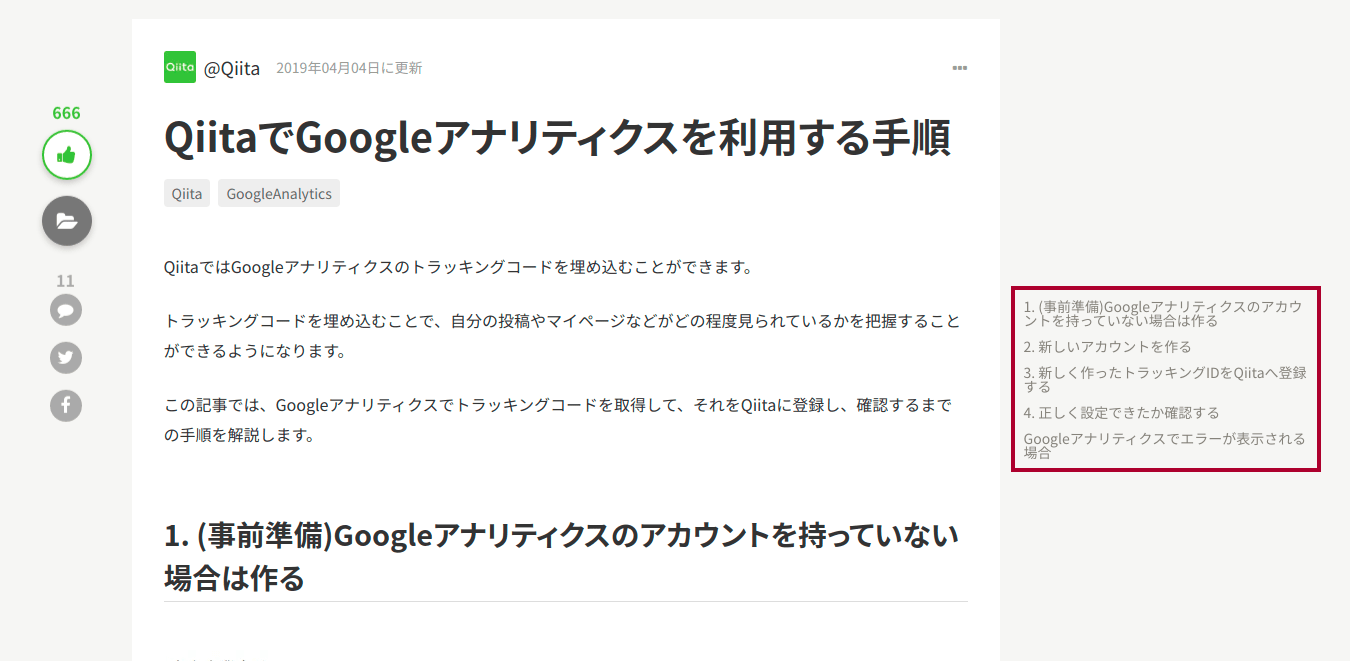 Qiita @Qiita 2019年04月04日に更新
666
QiitaでGoogleアナリティクスを利用する手順
Qiita GoogleAnalytics
QiitaではGoogleアナリティクスのトラッキングコードを埋め込むことができます。
11
トラッキングコードを埋め込むことで、自分の投稿やマイページなどがどの程度見られているかを把握すること
ができるようになります。
この記事では、Googleアナリティクスでトラッキングコードを取得して、それをQiitaに登録し、確認するまで
の手順を解説します。
1. (事前準備)Googleアナリティクスのアカウントを持っていない
場合は作る
1. (事前準備)Googleアナリティクスのアカウ
ントを持っていない場合は作る
2. 新しいアカウントを作る
3. 新しく作ったトラッキングIDをQiitaへ登録
する
4. 正しく設定できたか確認する
Googleアナリティクスでエラーが表示される
場合